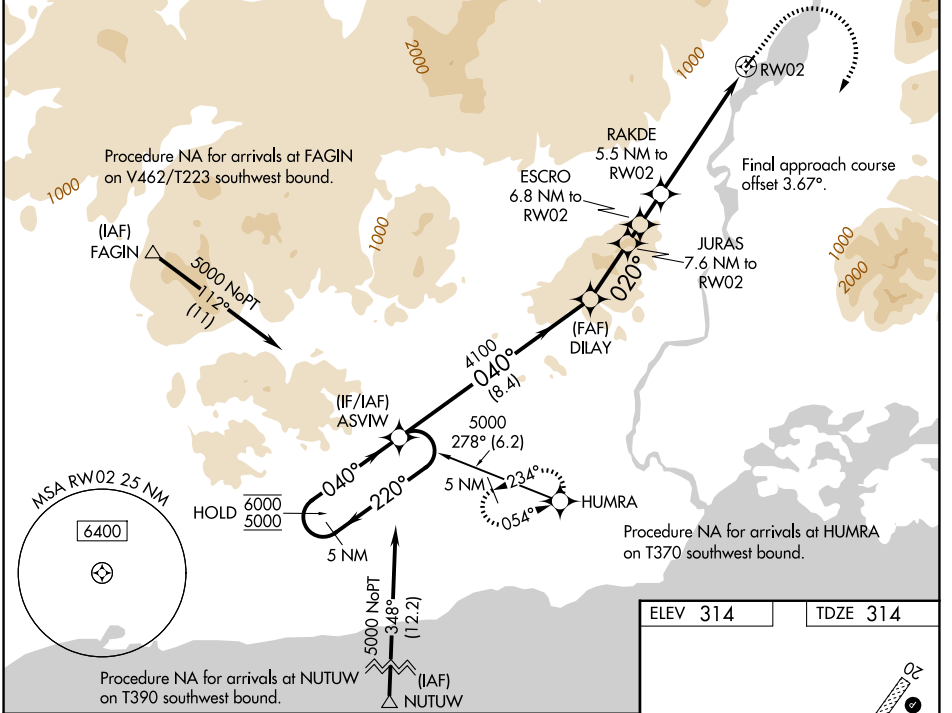 2000
1000
RW02
Procedure NA for arrivals at FAGIN
on V462/T223 southwest bound.
RAKDE
5.5 NM to
RW02
ESCRO
6.8 NM to
RW02
Final approach course
offset 3.67°.
1000
(IAF)
FAGIN
1000
5000 NoPT
112°
(11)
JURAS
7.6 NM to
RW02
1000
2000
020°
(FAF)
DILAY
4100
040°
(8.4)
(IF/IAF)
ASVIW
5000
278° (6.2)
040°
220°
5 NM
234°
054°
HUMRA
MSA RW02 25 NM
6400
HOLD
6000
5000
5 NM
Procedure NA for arrivals at HUMRA
on T370 southwest bound.
5000 NoPT
348°
(12.2)
ELEV 314
TDZE 314
Procedure NA for arrivals at NUTUW
on T390 southwest bound.
(IAF)
NUTUW
20
P